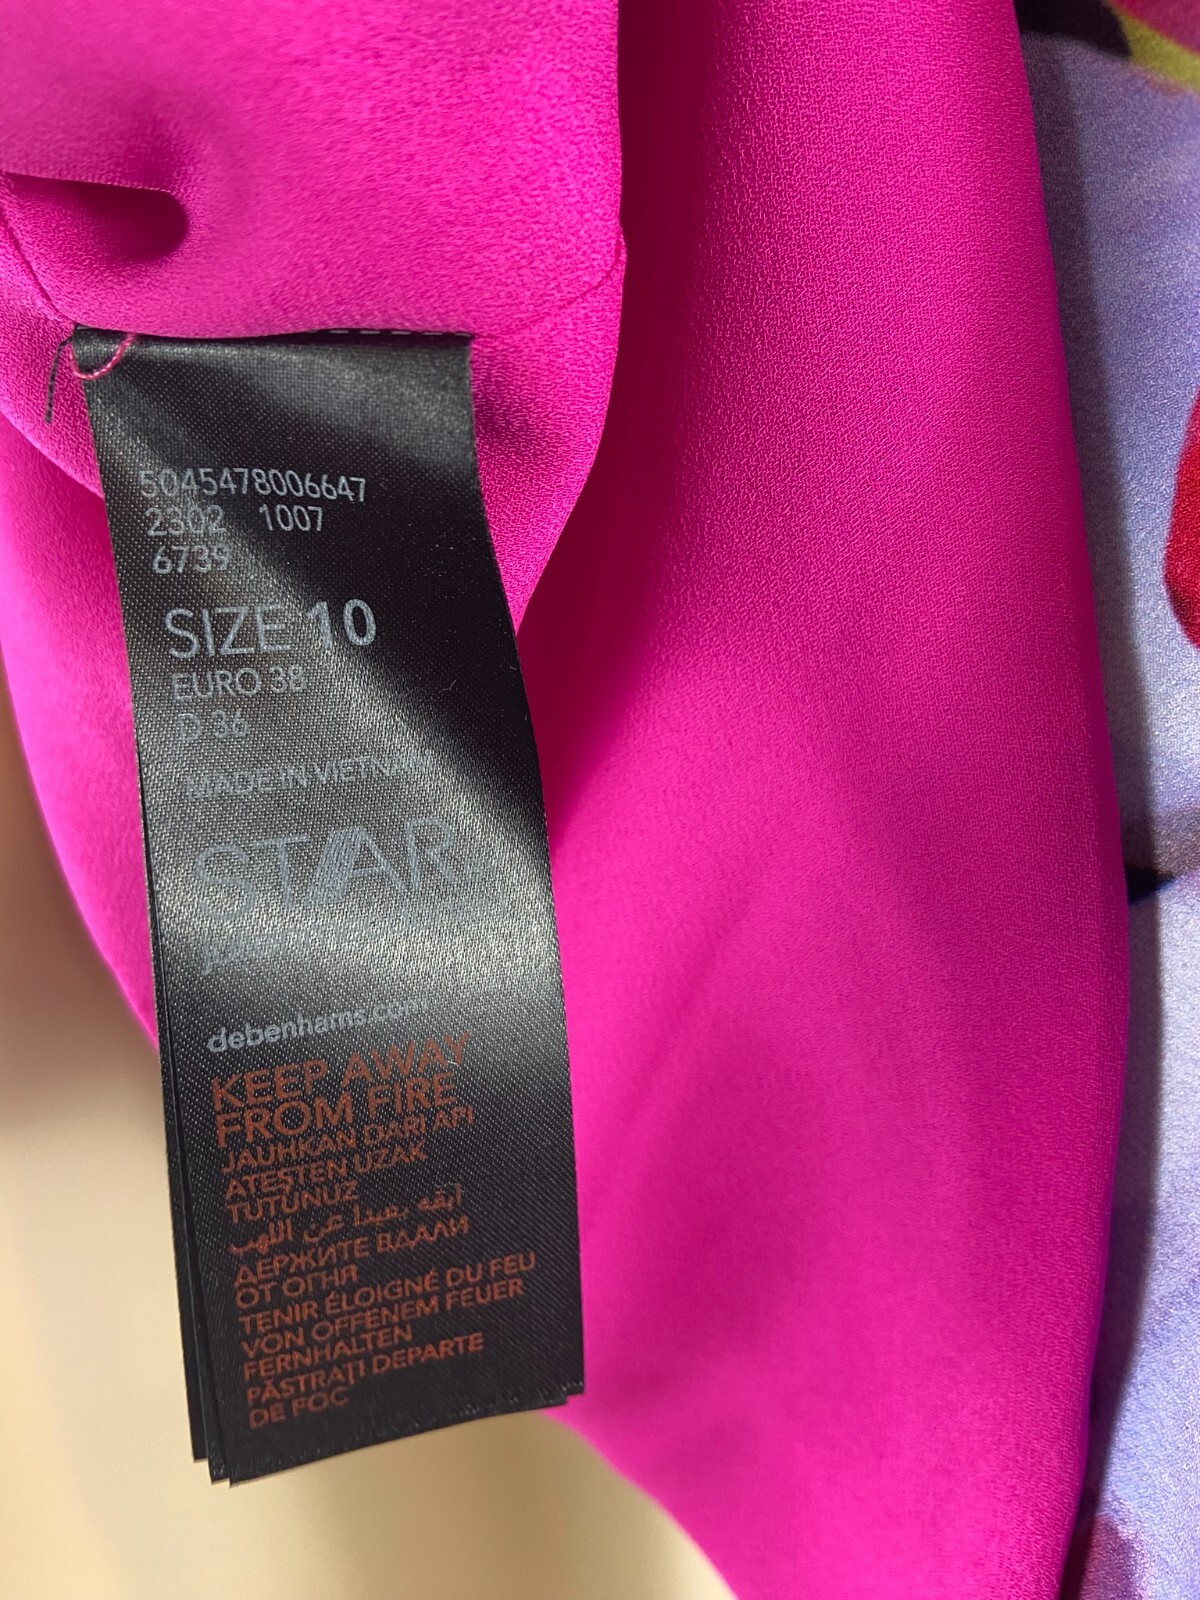 5045478006647
2302 1007
6739
SIZE 10
EURO 38
D 36
MADE IN VIETNAM
STAR
debenhams.com
KEEP AWAY
FROM FIRE
JAUHKAN DARI API
ATEŞTEN UZAK
TUTUNUZ
ابقه بعيدا عن اللهب
ДЕРЖИТЕ ВДАЛИ
ОТ ОГНЯ
TENIR ÉLOIGNÉ DU FEU
VON OFFENEM FEUER
FERNHALTEN
PĂSTRAŢI DEPARTE
DE FOC